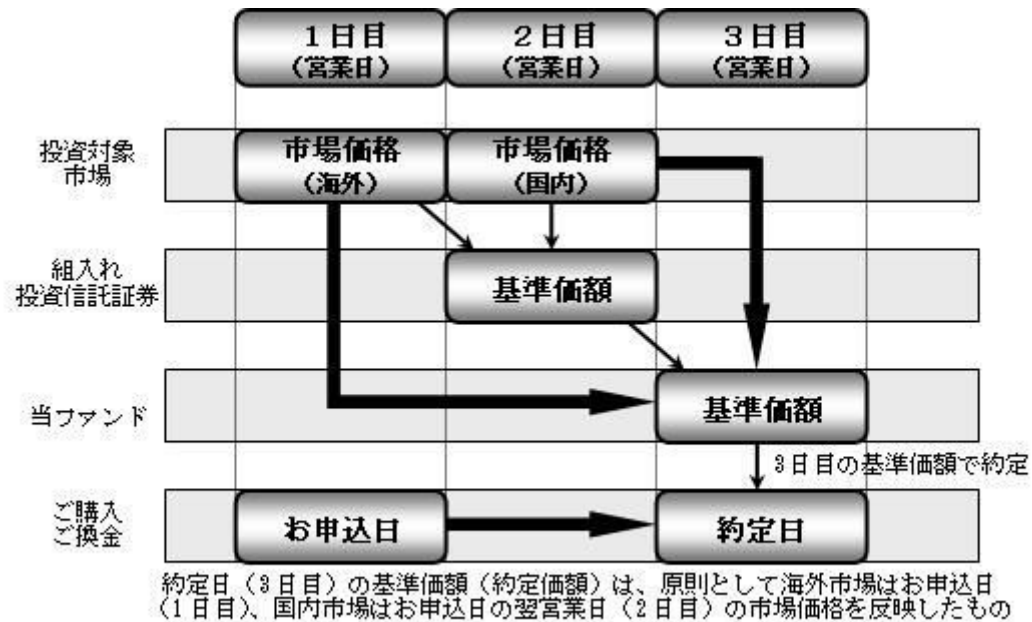 1日目
(営業日)
2日目
(営業日)
3日目
(営業日)
投資対象
市場
市場価格
(海外)
市場価格
(国内)
組入れ
投資信託証券
基準価額
当ファンド
基準価額
3日目の基準価額で約定
ご購入
ご換金
お申込日
約定日
約定日(3日目)の基準価額(約定価額)は、原則として海外市場はお申込日
(1日目)、国内市場はお申込日の翌営業日(2日目)の市場価格を反映したもの